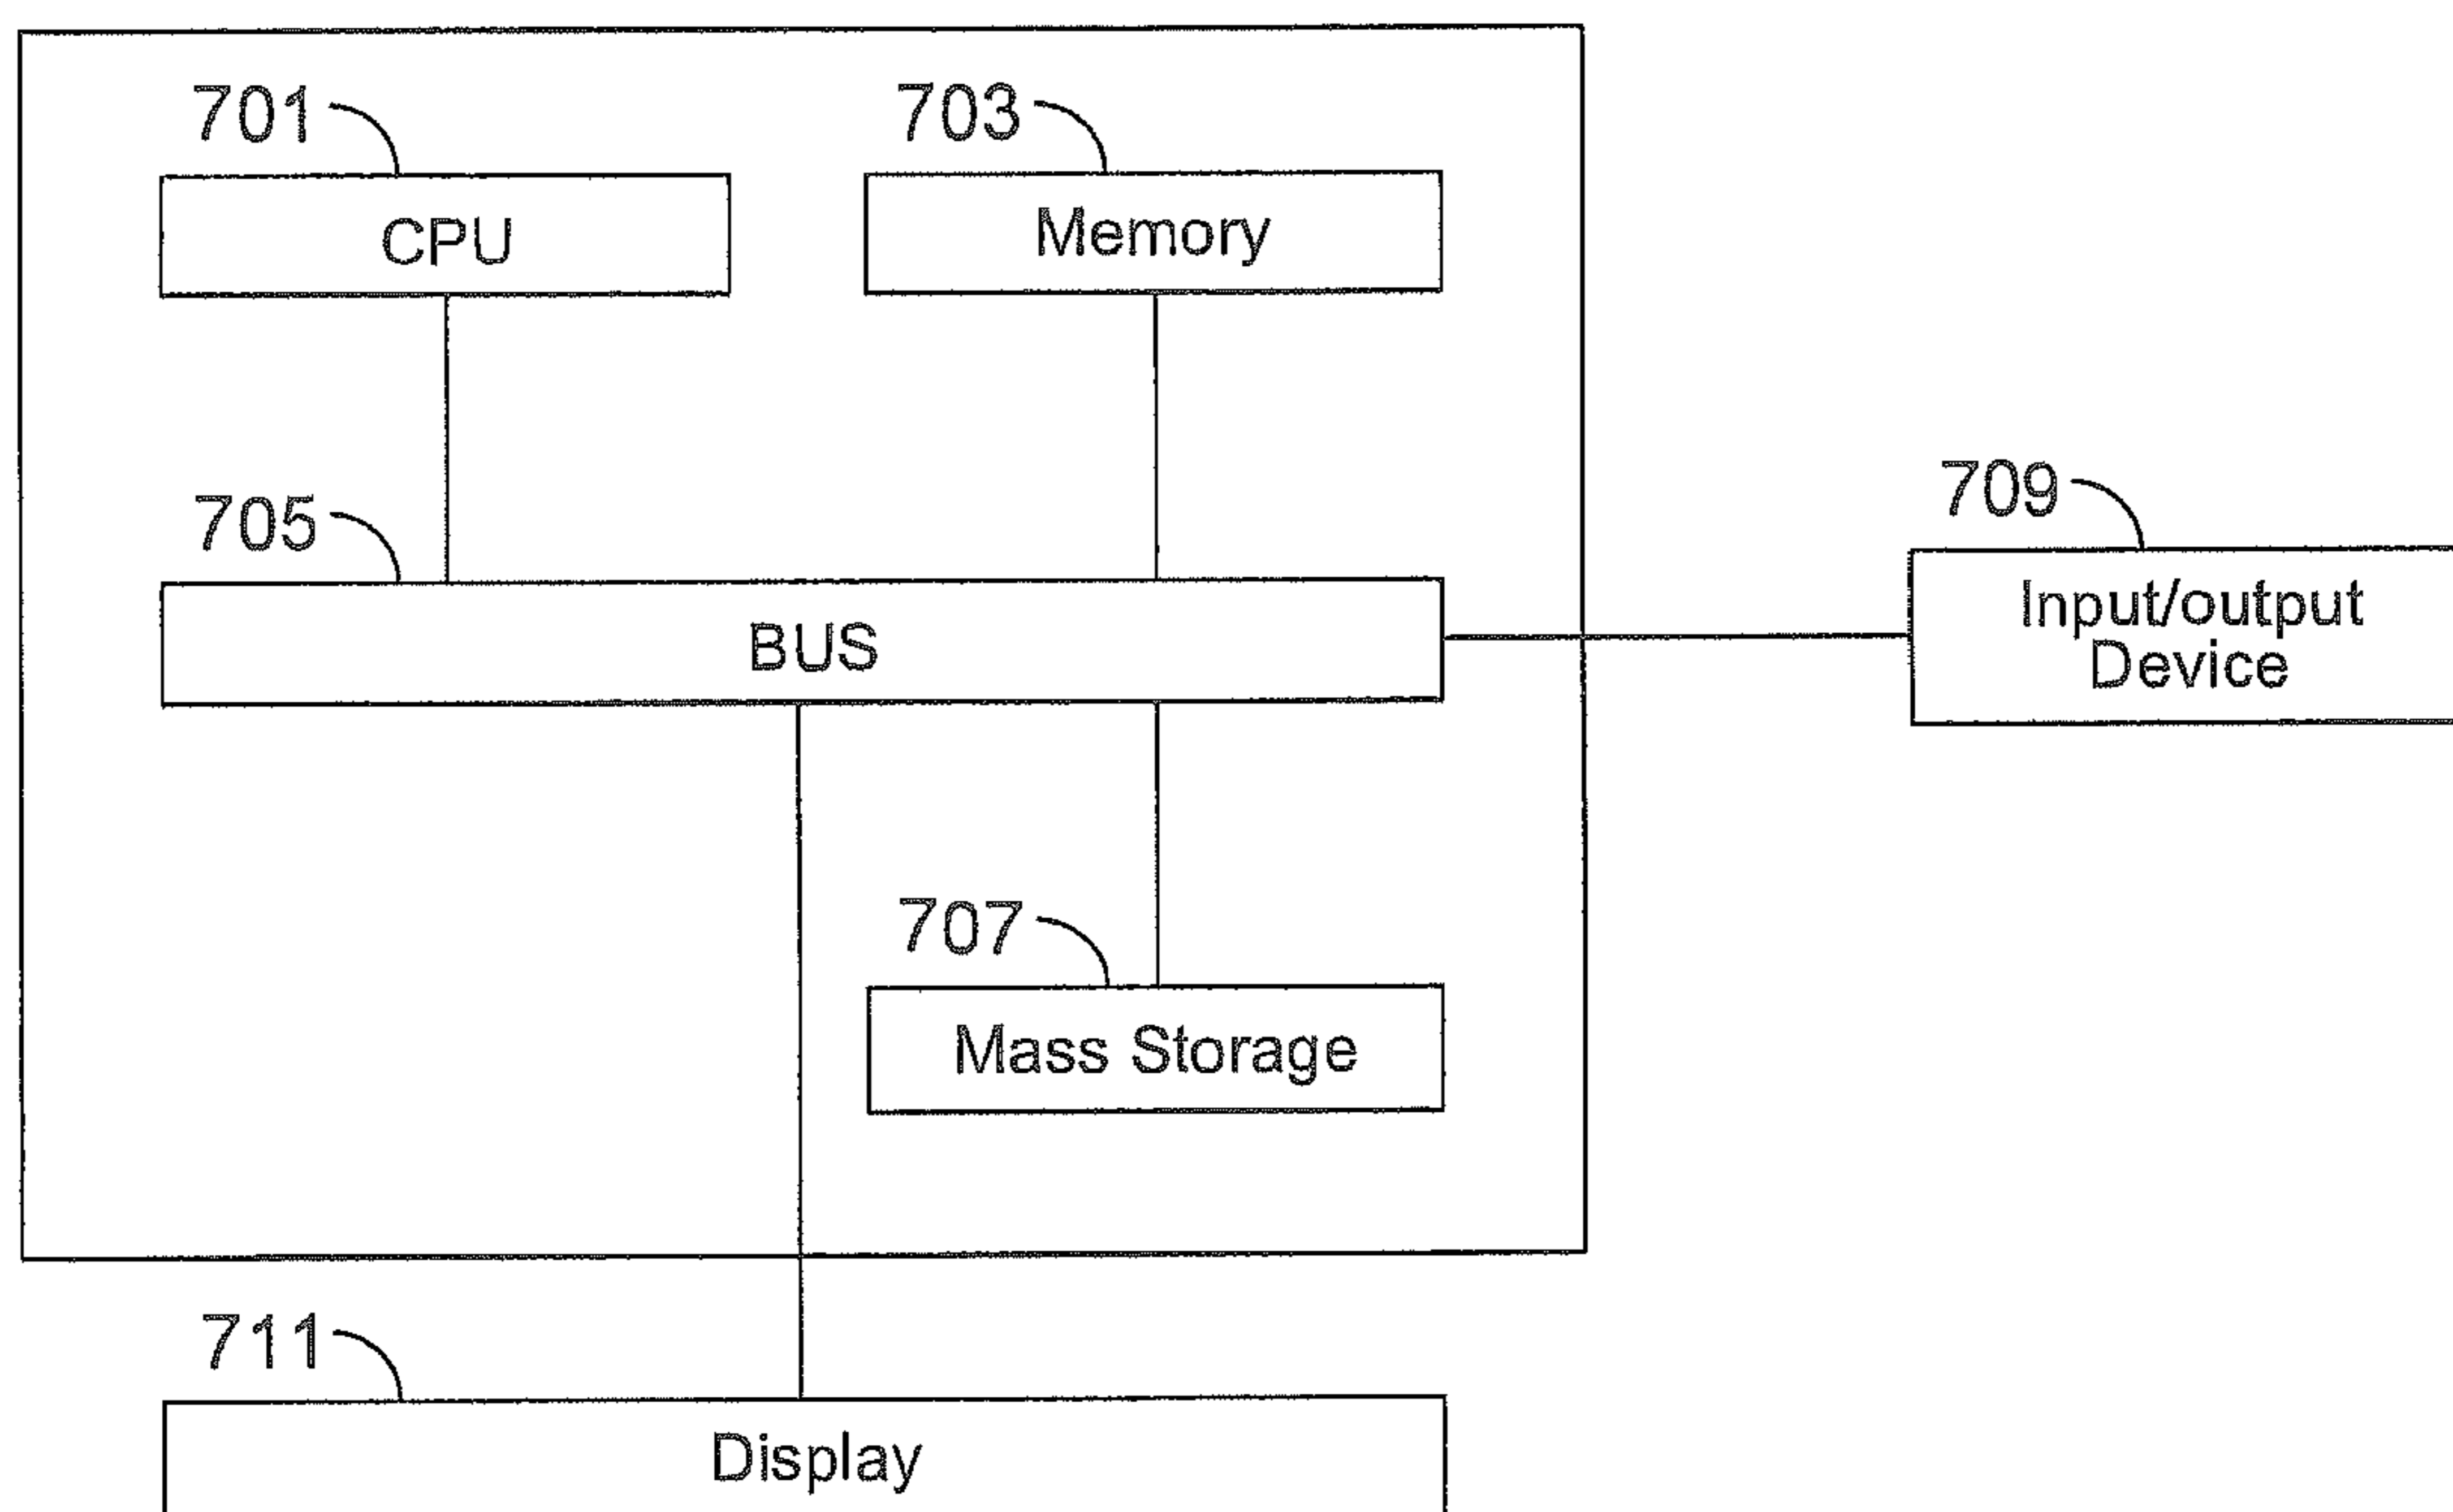 701
703
CPU
Memory
705
709
BUS
Input/output
Device
707
Mass Storage
711
Display